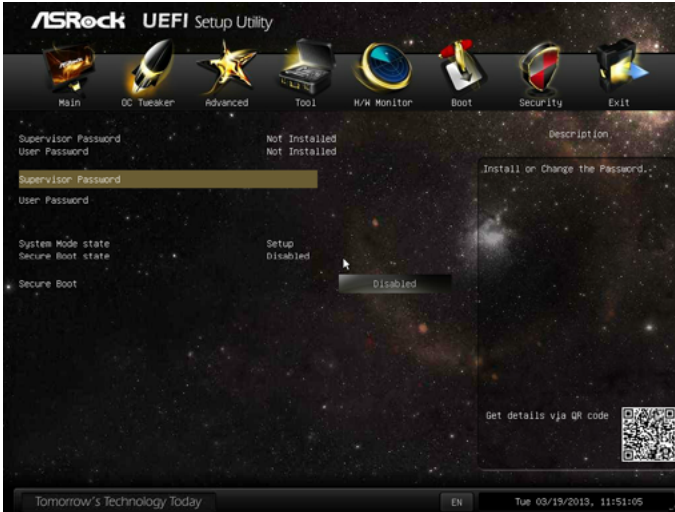 ASRock UEFI Setup Utility
Main OC Tweaker Advanced Tool H/W Monitor Boot Security Exit
Supervisor Password Not Installed
User Password Not Installed
Supervisor Password
User Password
System Mode state Setup
Secure Boot state Disabled
Secure Boot Disabled
Description
Install or Change the Password.
Get details via QR code
Tomorrow's Technology Today
EN
Tue 03/19/2013, 11:51:05